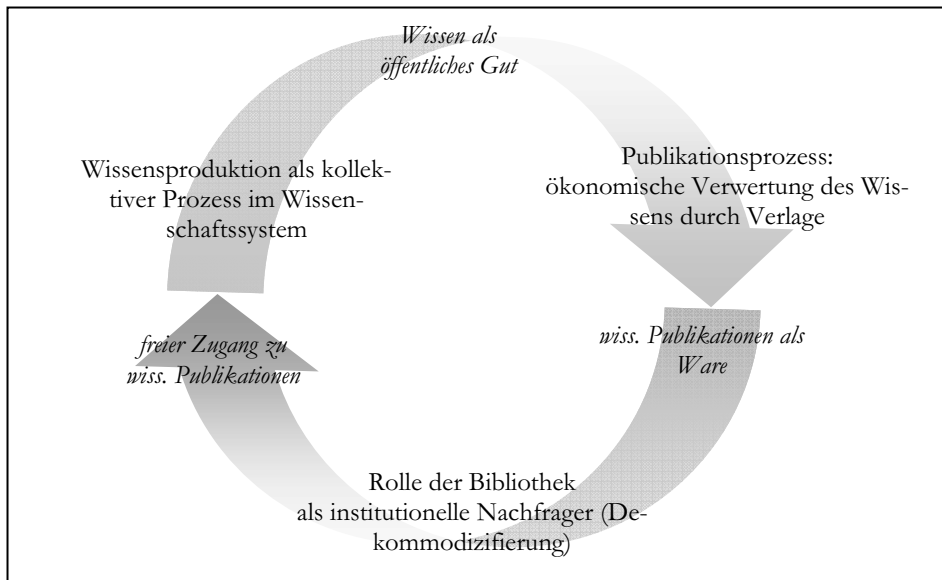 Wissen als
öffentliches Gut
Wissensproduktion als kollek-
tiver Prozess im Wissen-
schaftssystem
Publikationsprozess:
ökonomische Verwertung des Wis-
sens durch Verlage
freier Zugang zu
wiss. Publikationen
wiss. Publikationen als
Ware
Rolle der Bibliothek
als institutionelle Nachfrager (De-
kommodizifierung)